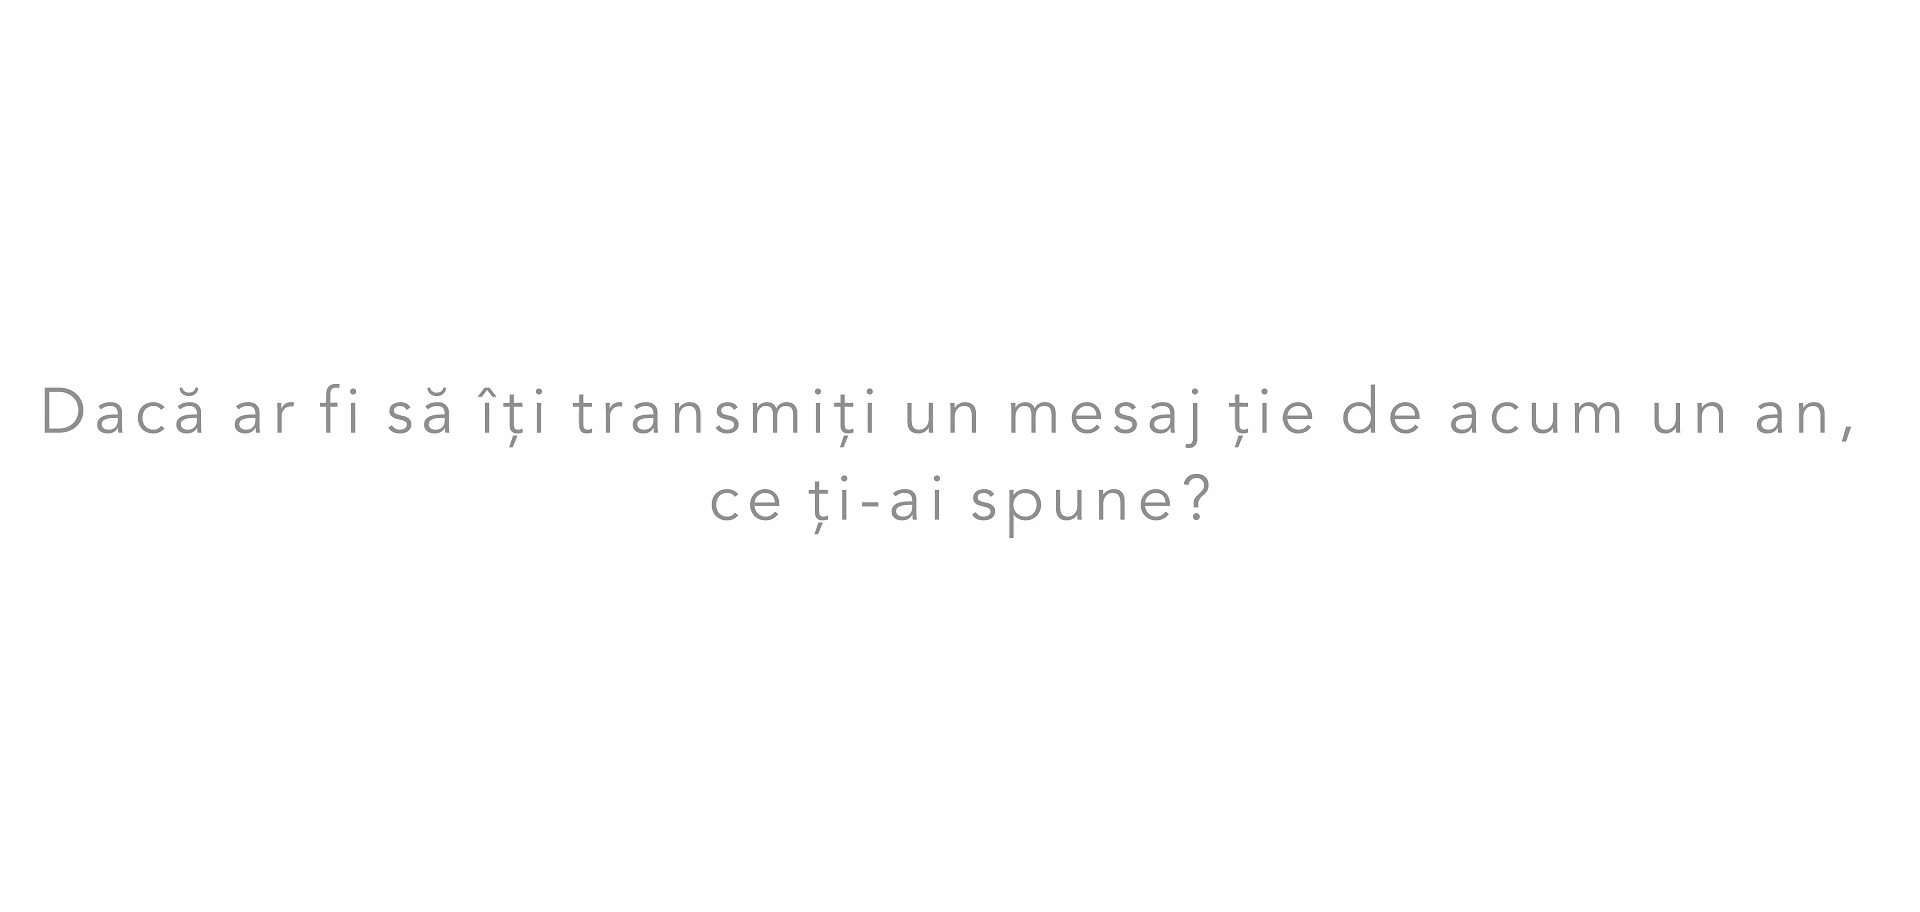 Dacă ar fi să îți transmiți un mesaj ție de acum un an,
ce ți-ai spune?